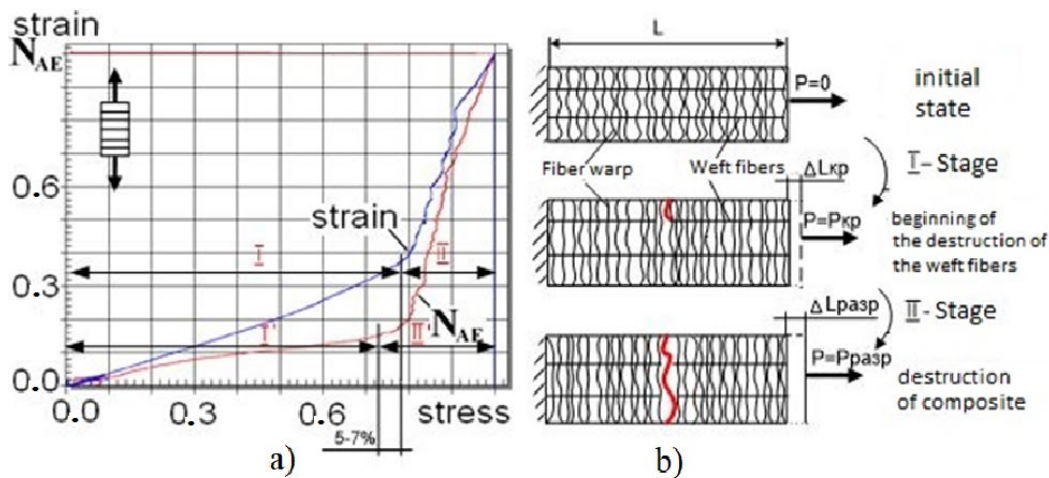 strain
N_AE
0.6
0.3
0.0
0.0
0.3
0.6
stress
strain
I
II
N_AE
I'
II'
5-7%
a)
L
P=0
initial
state
Fiber warp
Weft fibers
ΔLкр
I - Stage
P=Pкр
beginning of
the destruction of
the weft fibers
ΔLразр
II - Stage
P=Pразр
destruction
of composite
b)